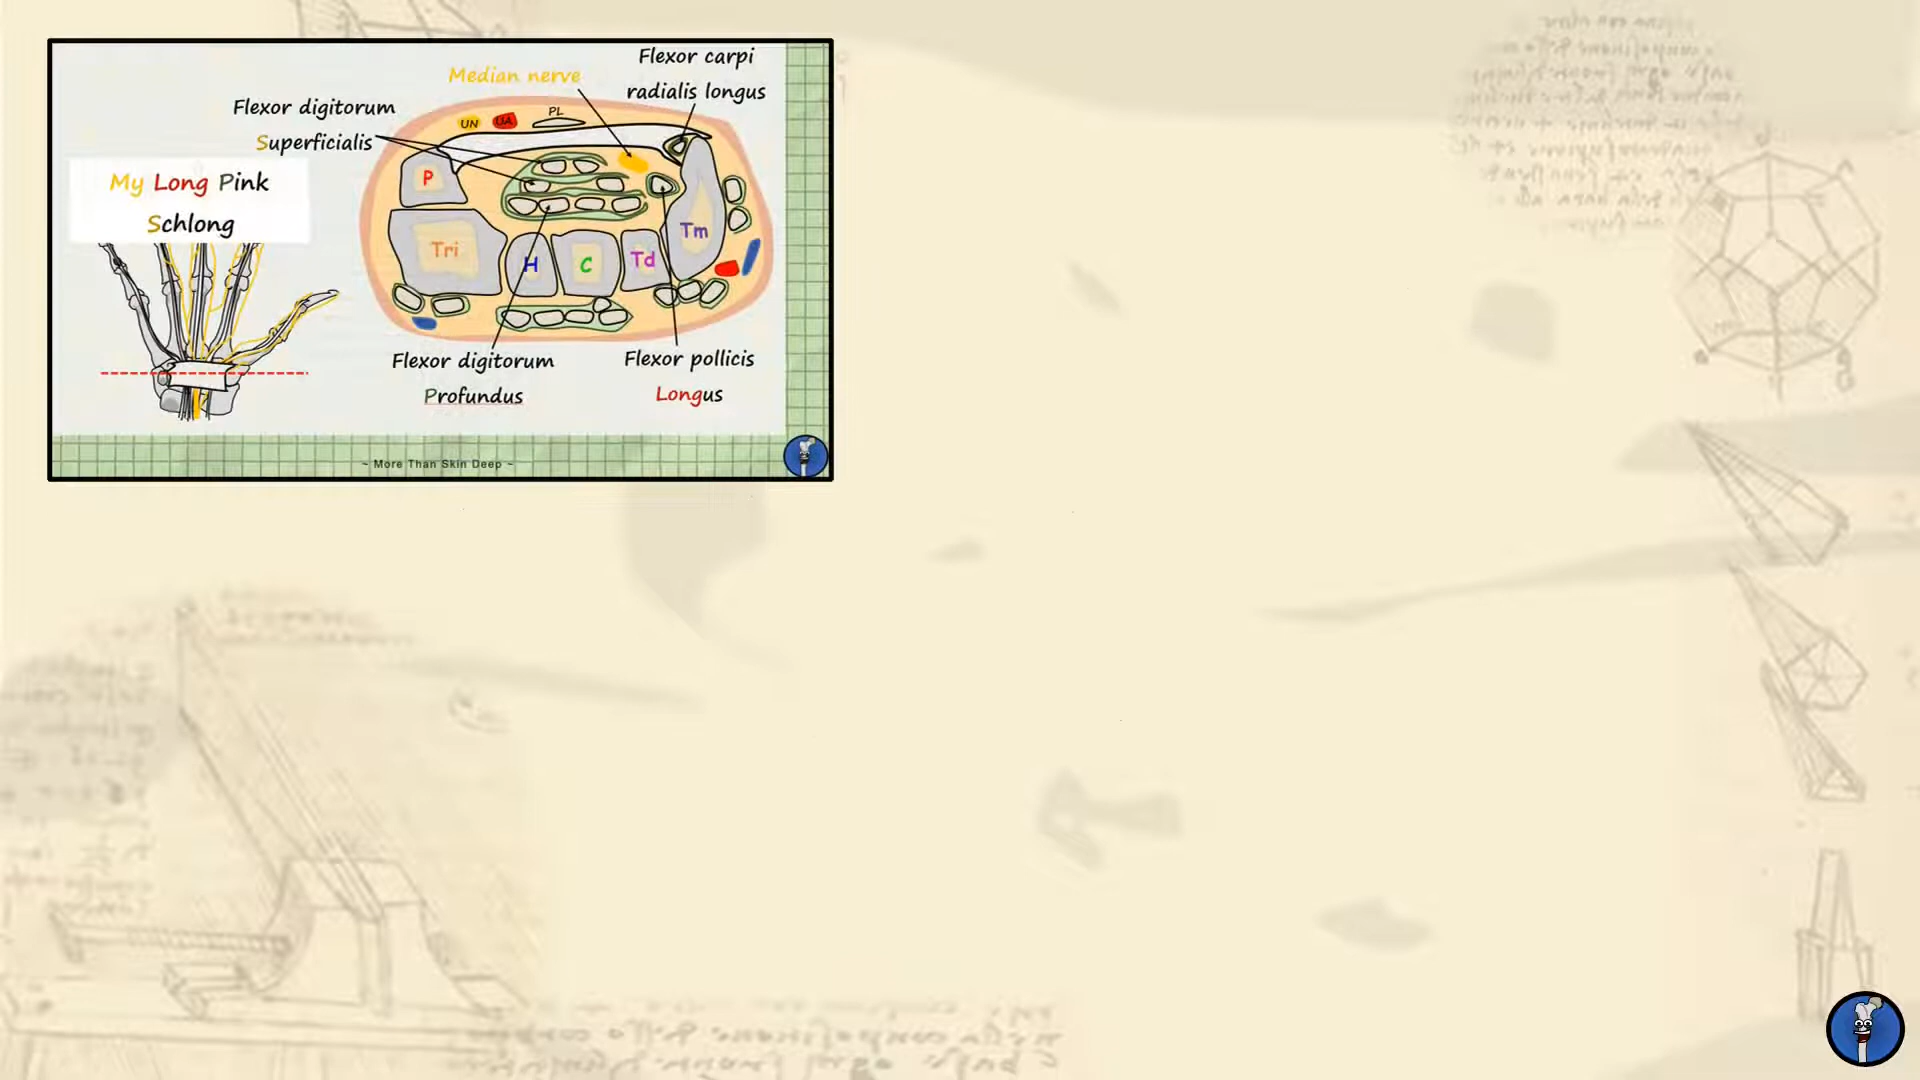 Flexor carpi
radialis longus
Median nerve
Flexor digitorum
Superficialis
UN UA PL
My Long Pink
Schlong
P
Tri H C Td Tm
Flexor digitorum
Profundus
Flexor pollicis
Longus
~ More Than Skin Deep ~